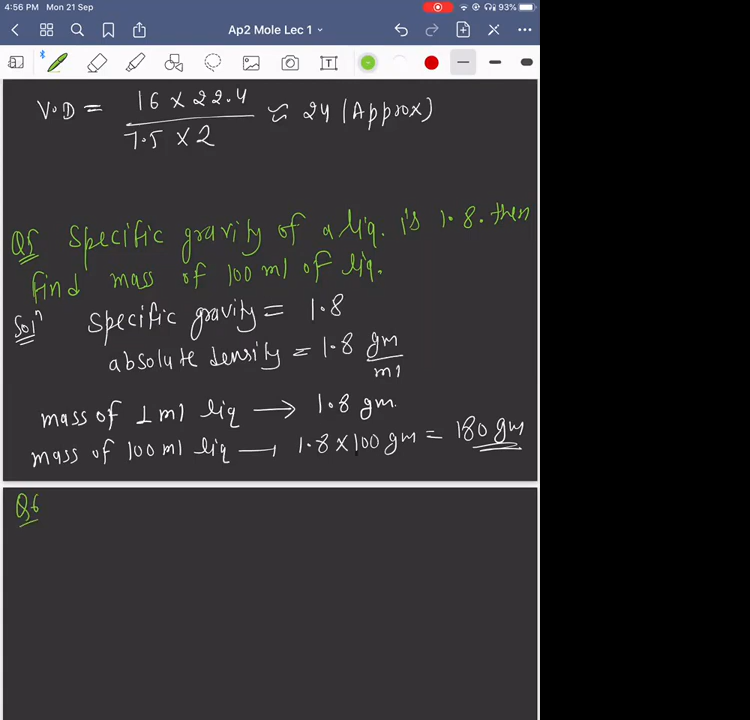 4:56 PM Mon 21 Sep 93%
Ap2 Mole Lec 1
T
V.D = 16 x 22.4 / 7.5 x 2 ≈ 24 (Approx)
Q5 Specific gravity of a liq. is 1.8. then
find mass of 100 ml of liq.
Solⁿ Specific gravity = 1.8
absolute density = 1.8 gm/ml
mass of 1 ml liq → 1.8 gm.
mass of 100 ml liq → 1.8 x 100 gm = 180 gm
Q6